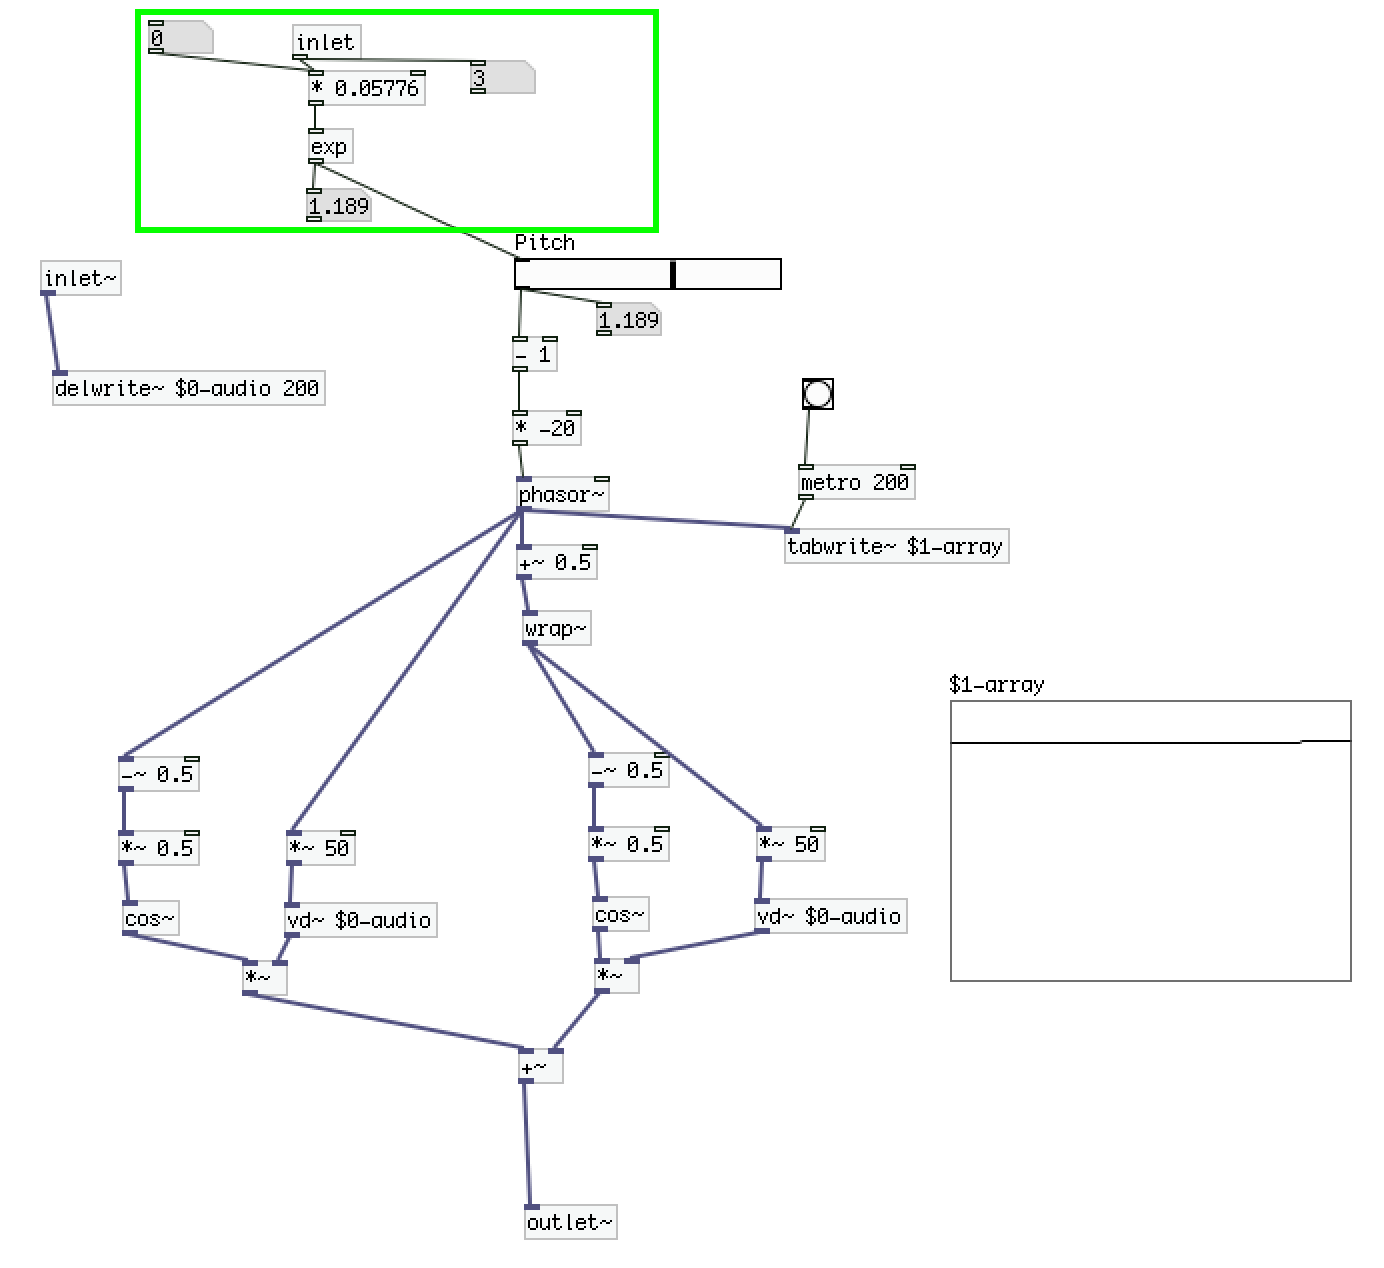 0
inlet
3
* 0.05776
exp
1.189
Pitch
inlet~
1.189
- 1
delwrite~ $0-audio 200
* -20
metro 200
phasor~
tabwrite~ $1-array
+~ 0.5
wrap~
$1-array
-~ 0.5
-~ 0.5
*~ 0.5
*~ 50
*~ 0.5
*~ 50
cos~
vd~ $0-audio
cos~
vd~ $0-audio
*~
*~
+~
outlet~